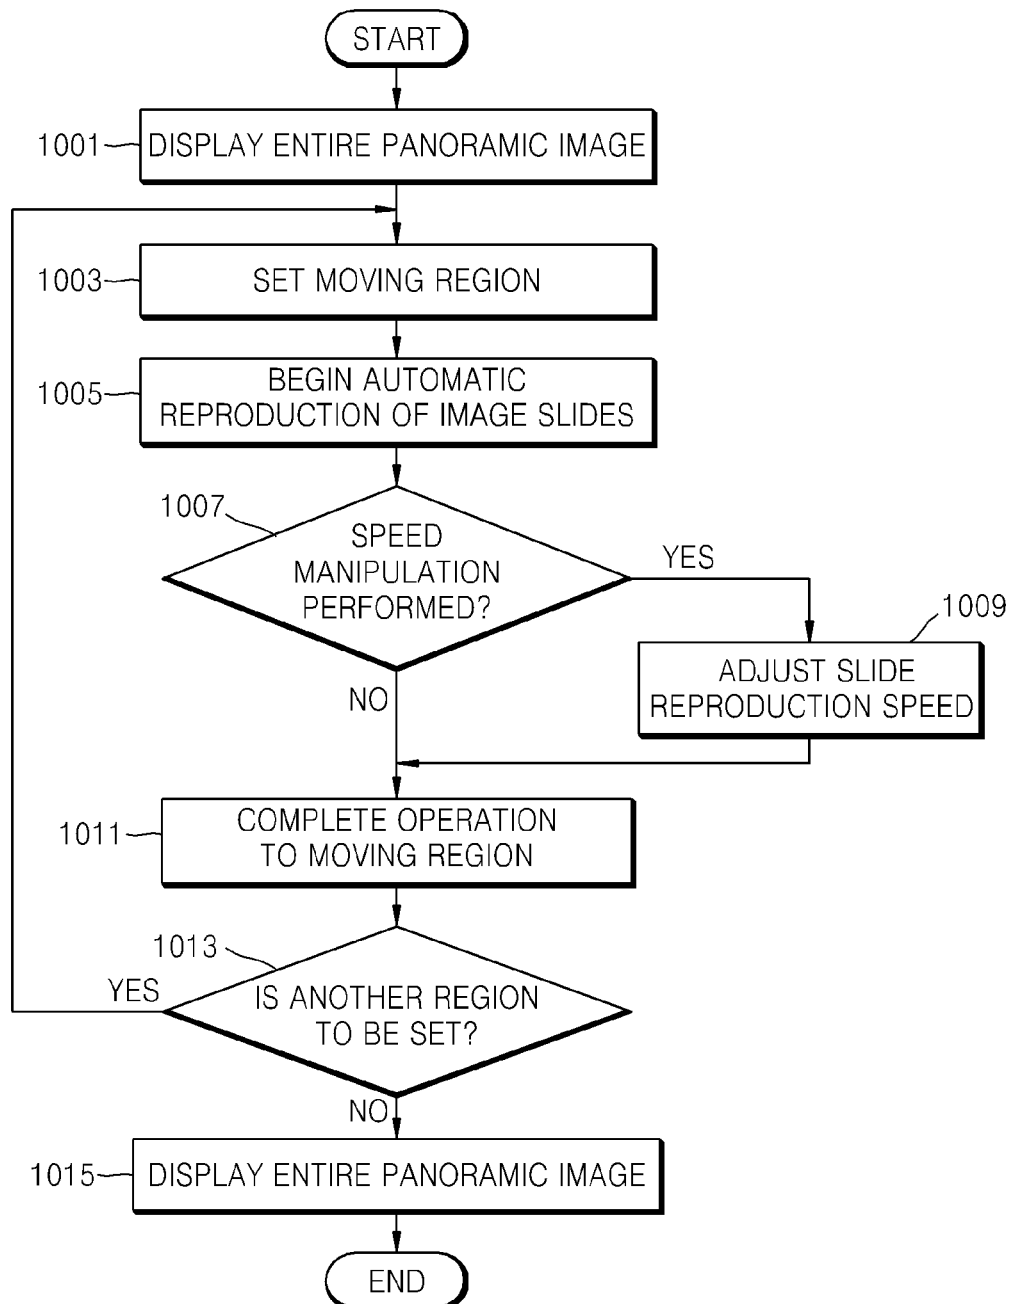 START
1001
DISPLAY ENTIRE PANORAMIC IMAGE
1003
SET MOVING REGION
1005
BEGIN AUTOMATIC
REPRODUCTION OF IMAGE SLIDES
1007
SPEED
MANIPULATION
PERFORMED?
YES
1009
ADJUST SLIDE
REPRODUCTION SPEED
NO
1011
COMPLETE OPERATION
TO MOVING REGION
1013
YES
IS ANOTHER REGION
TO BE SET?
NO
1015
DISPLAY ENTIRE PANORAMIC IMAGE
END